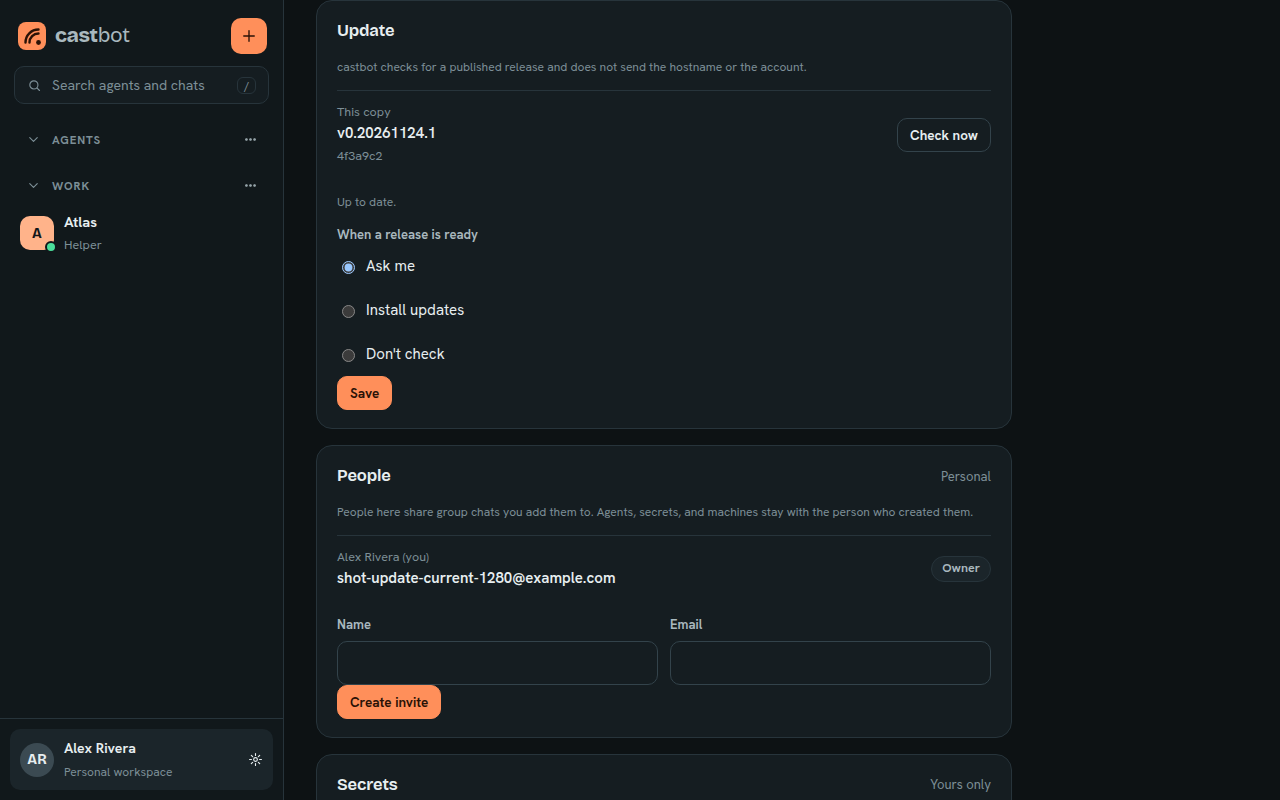 castbot
Search agents and chats /
AGENTS
WORK
A
Atlas
Helper
AR
Alex Rivera
Personal workspace
Update
castbot checks for a published release and does not send the hostname or the account.
This copy
v0.20261124.1
4f3a9c2
Check now
Up to date.
When a release is ready
Ask me
Install updates
Don't check
Save
People
Personal
People here share group chats you add them to. Agents, secrets, and machines stay with the person who created them.
Alex Rivera (you)
shot-update-current-1280@example.com
Owner
Name
Email
Create invite
Secrets
Yours only